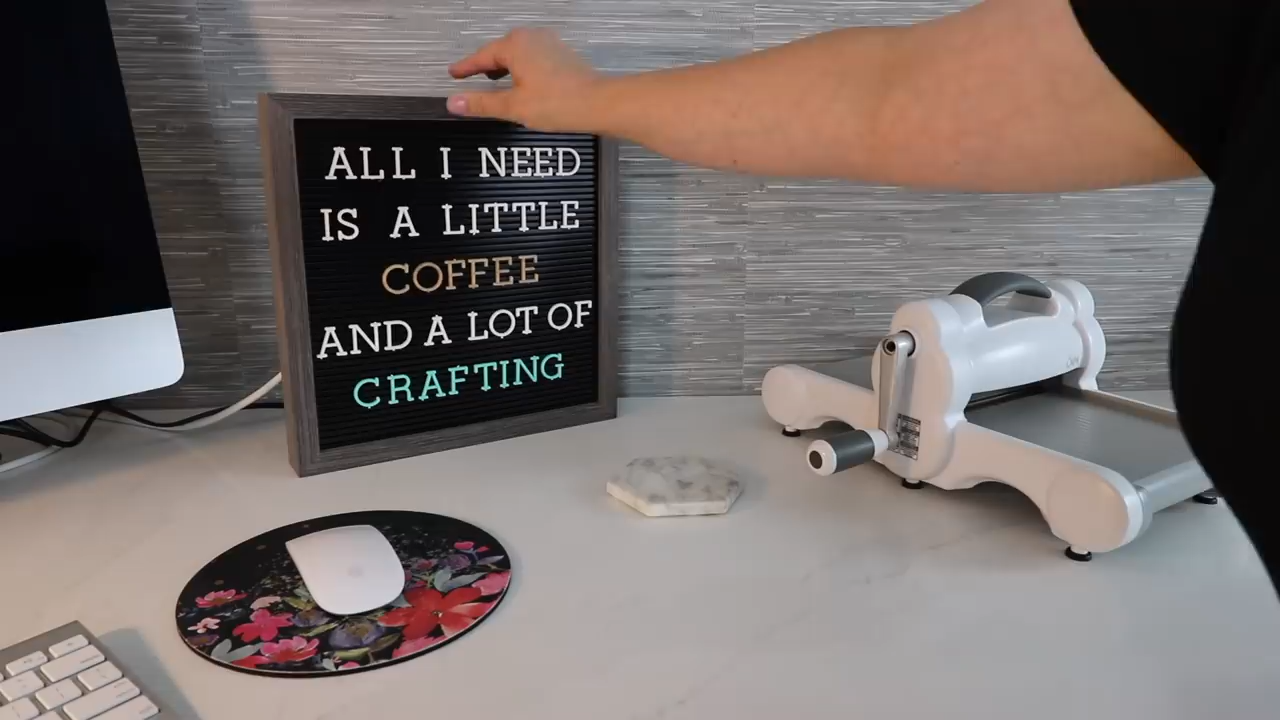 ALL I NEED
IS A LITTLE
COFFEE
AND A LOT OF
CRAFTING